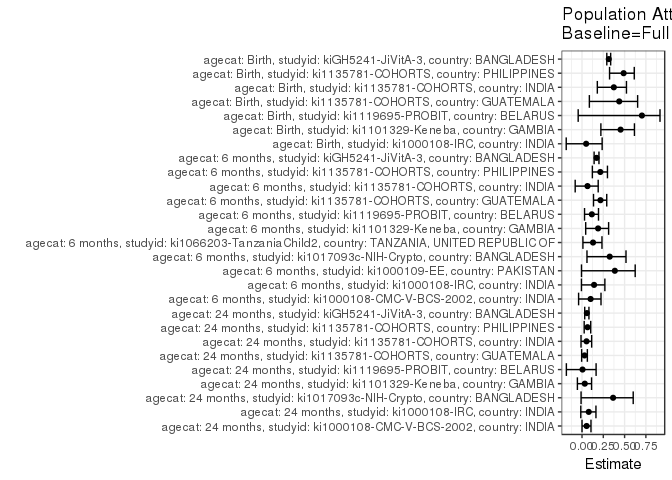 Population Att
Baseline=Full
agecat: Birth, studyid: kiGH5241-JiVitA-3, country: BANGLADESH
agecat: Birth, studyid: ki1135781-COHORTS, country: PHILIPPINES
agecat: Birth, studyid: ki1135781-COHORTS, country: INDIA
agecat: Birth, studyid: ki1135781-COHORTS, country: GUATEMALA
agecat: Birth, studyid: ki1119695-PROBIT, country: BELARUS
agecat: Birth, studyid: ki1101329-Keneba, country: GAMBIA
agecat: Birth, studyid: ki1000108-IRC, country: INDIA
agecat: 6 months, studyid: kiGH5241-JiVitA-3, country: BANGLADESH
agecat: 6 months, studyid: ki1135781-COHORTS, country: PHILIPPINES
agecat: 6 months, studyid: ki1135781-COHORTS, country: INDIA
agecat: 6 months, studyid: ki1135781-COHORTS, country: GUATEMALA
agecat: 6 months, studyid: ki1119695-PROBIT, country: BELARUS
agecat: 6 months, studyid: ki1101329-Keneba, country: GAMBIA
agecat: 6 months, studyid: ki1066203-TanzaniaChild2, country: TANZANIA, UNITED REPUBLIC OF
agecat: 6 months, studyid: ki1017093c-NIH-Crypto, country: BANGLADESH
agecat: 6 months, studyid: ki1000109-EE, country: PAKISTAN
agecat: 6 months, studyid: ki1000108-IRC, country: INDIA
agecat: 6 months, studyid: ki1000108-CMC-V-BCS-2002, country: INDIA
agecat: 24 months, studyid: kiGH5241-JiVitA-3, country: BANGLADESH
agecat: 24 months, studyid: ki1135781-COHORTS, country: PHILIPPINES
agecat: 24 months, studyid: ki1135781-COHORTS, country: INDIA
agecat: 24 months, studyid: ki1135781-COHORTS, country: GUATEMALA
agecat: 24 months, studyid: ki1119695-PROBIT, country: BELARUS
agecat: 24 months, studyid: ki1101329-Keneba, country: GAMBIA
agecat: 24 months, studyid: ki1017093c-NIH-Crypto, country: BANGLADESH
agecat: 24 months, studyid: ki1000108-IRC, country: INDIA
agecat: 24 months, studyid: ki1000108-CMC-V-BCS-2002, country: INDIA
0.00 0.25 0.50 0.75
Estimate